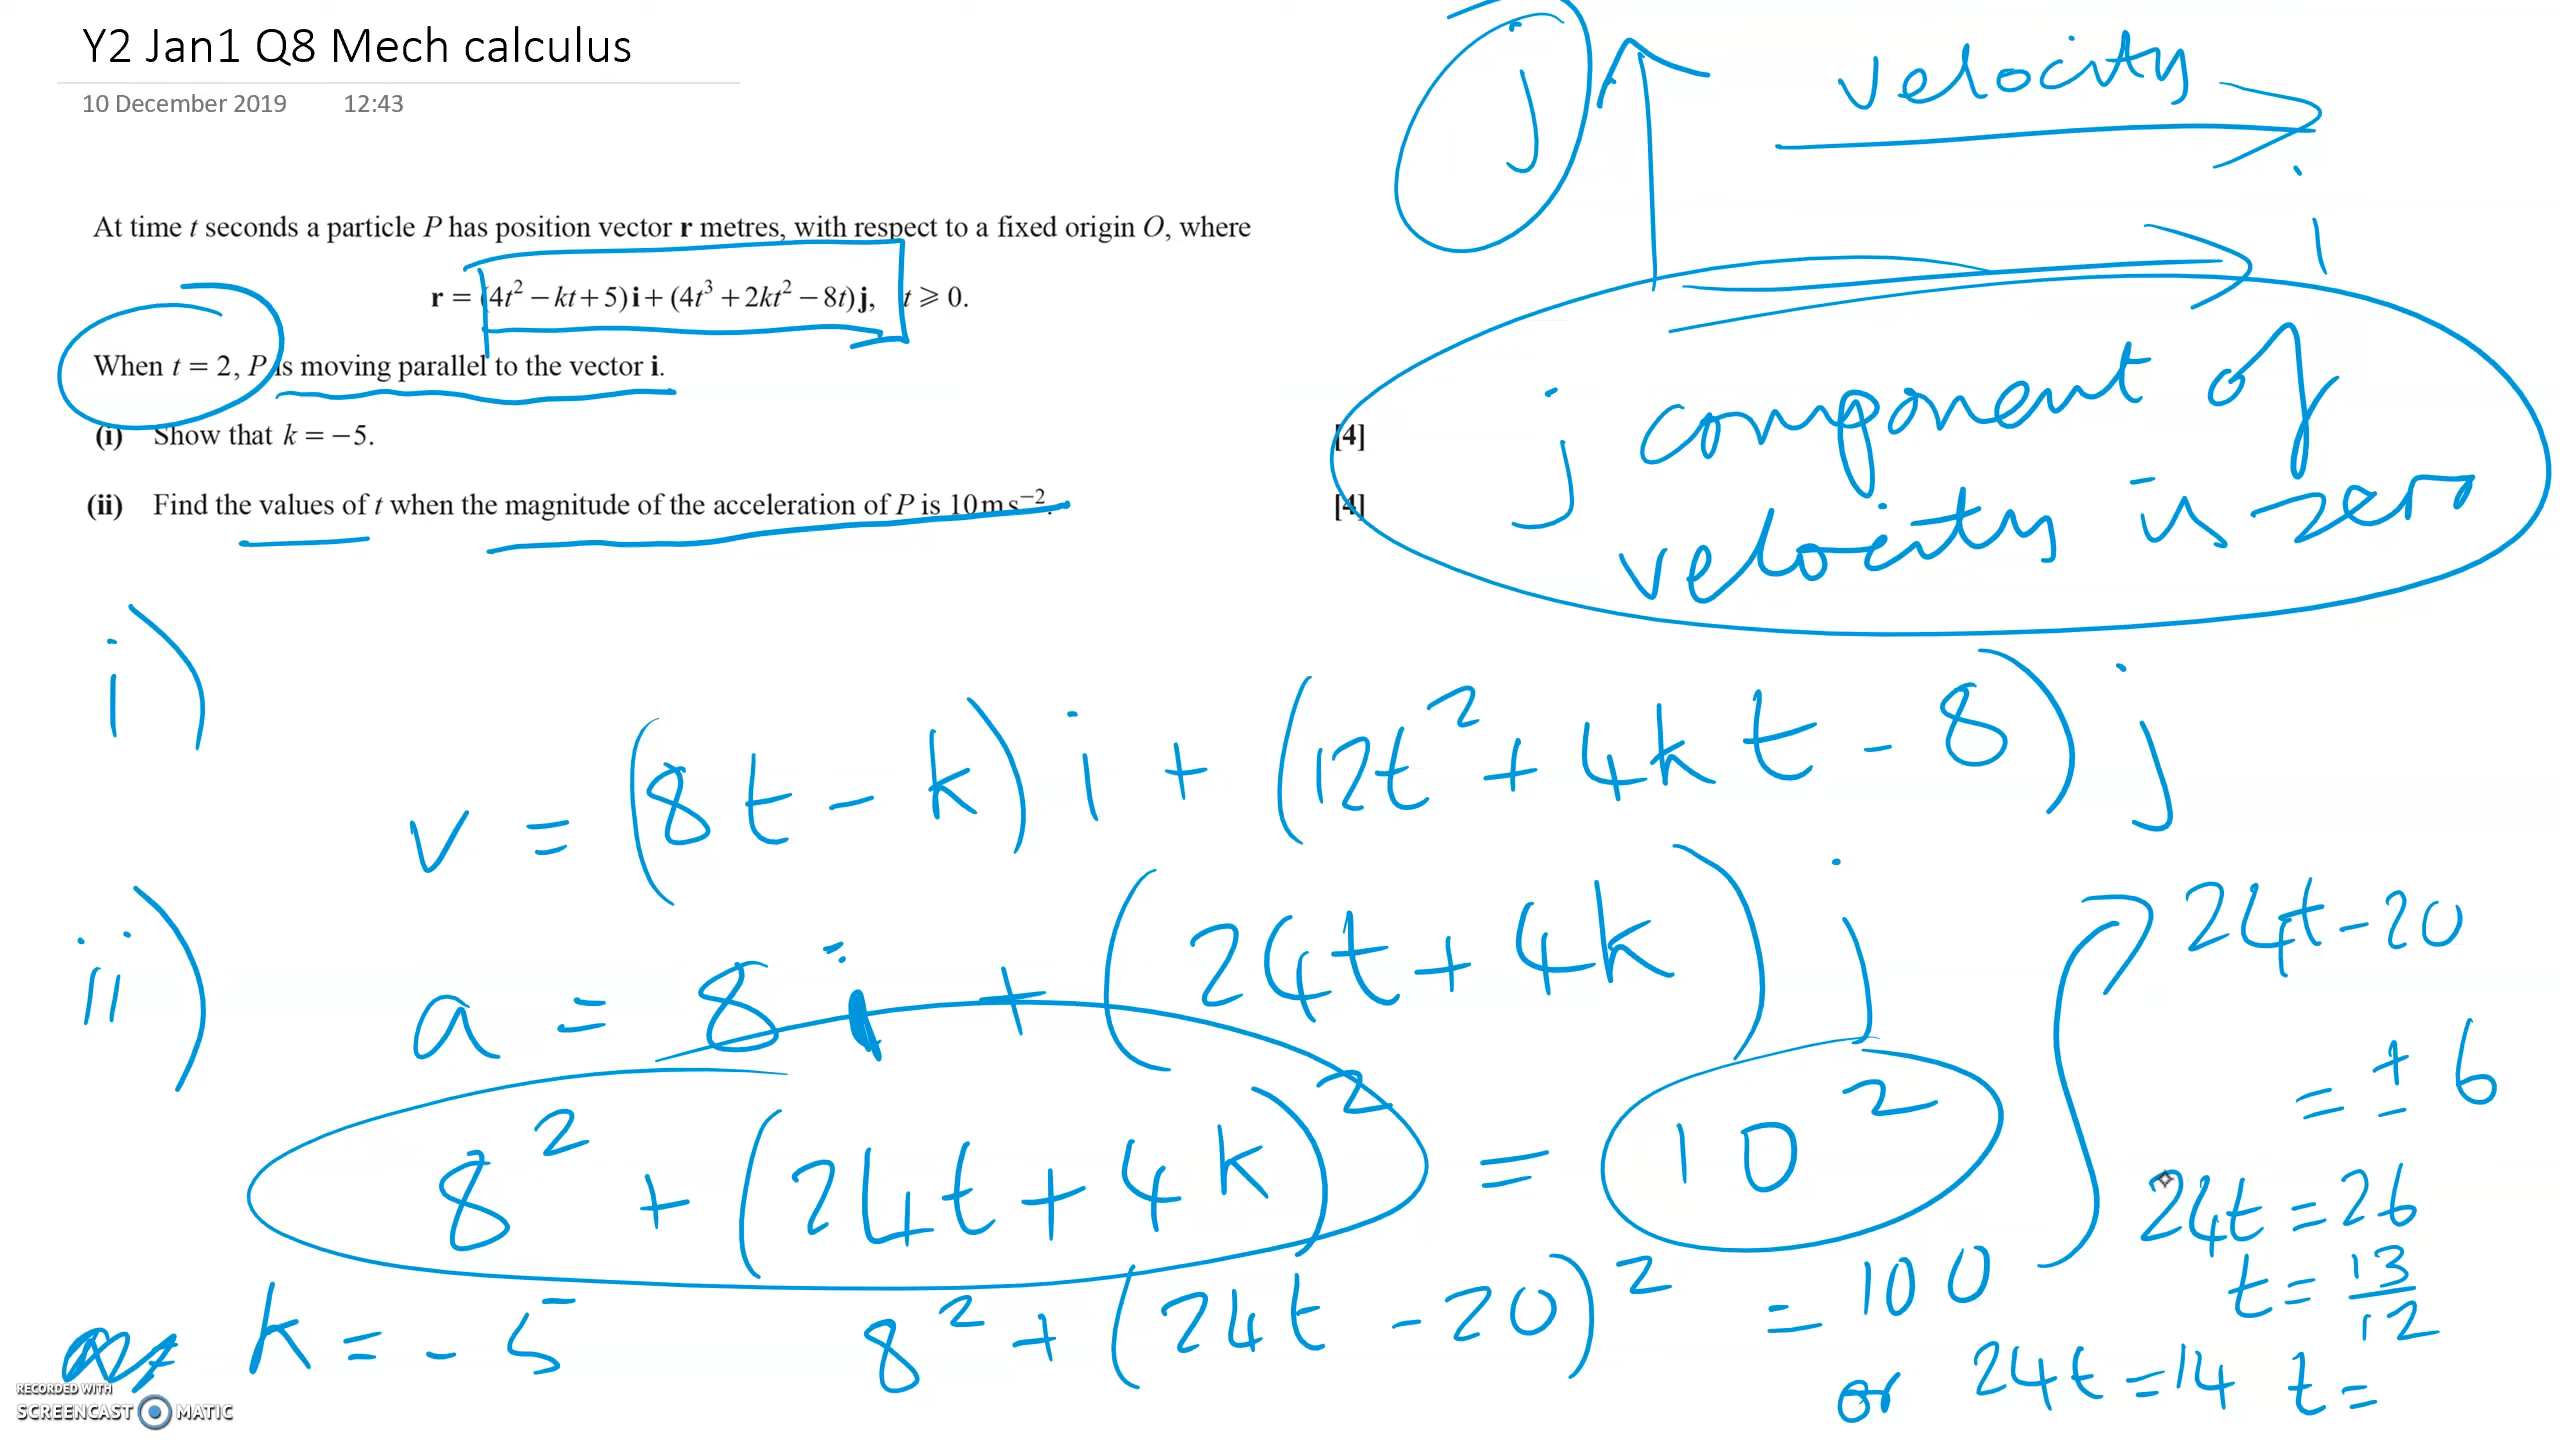 Y2 Jan1 Q8 Mech calculus
10 December 2019 12:43
At time t seconds a particle P has position vector r metres, with respect to a fixed origin O, where
r = (4t² − kt + 5)i + (4t³ + 2kt² − 8t)j, t ⩾ 0.
When t = 2, P is moving parallel to the vector i.
(i) Show that k = −5. [4]
(ii) Find the values of t when the magnitude of the acceleration of P is 10 m s⁻². [4]
j
velocity
i
j component of
velocity is zero
i)
v = (8t − k) i + (12t² + 4kt − 8) j
ii)
a = 8 i + (24t + 4k) j
8² + (24t + 4k)² = 10²
k = −5
8² + (24t − 20)² = 100
24t − 20
= ± 6
24t = 26
t = 13/12
or 24t = 14 t =
RECORDED WITH
SCREENCAST MATIC